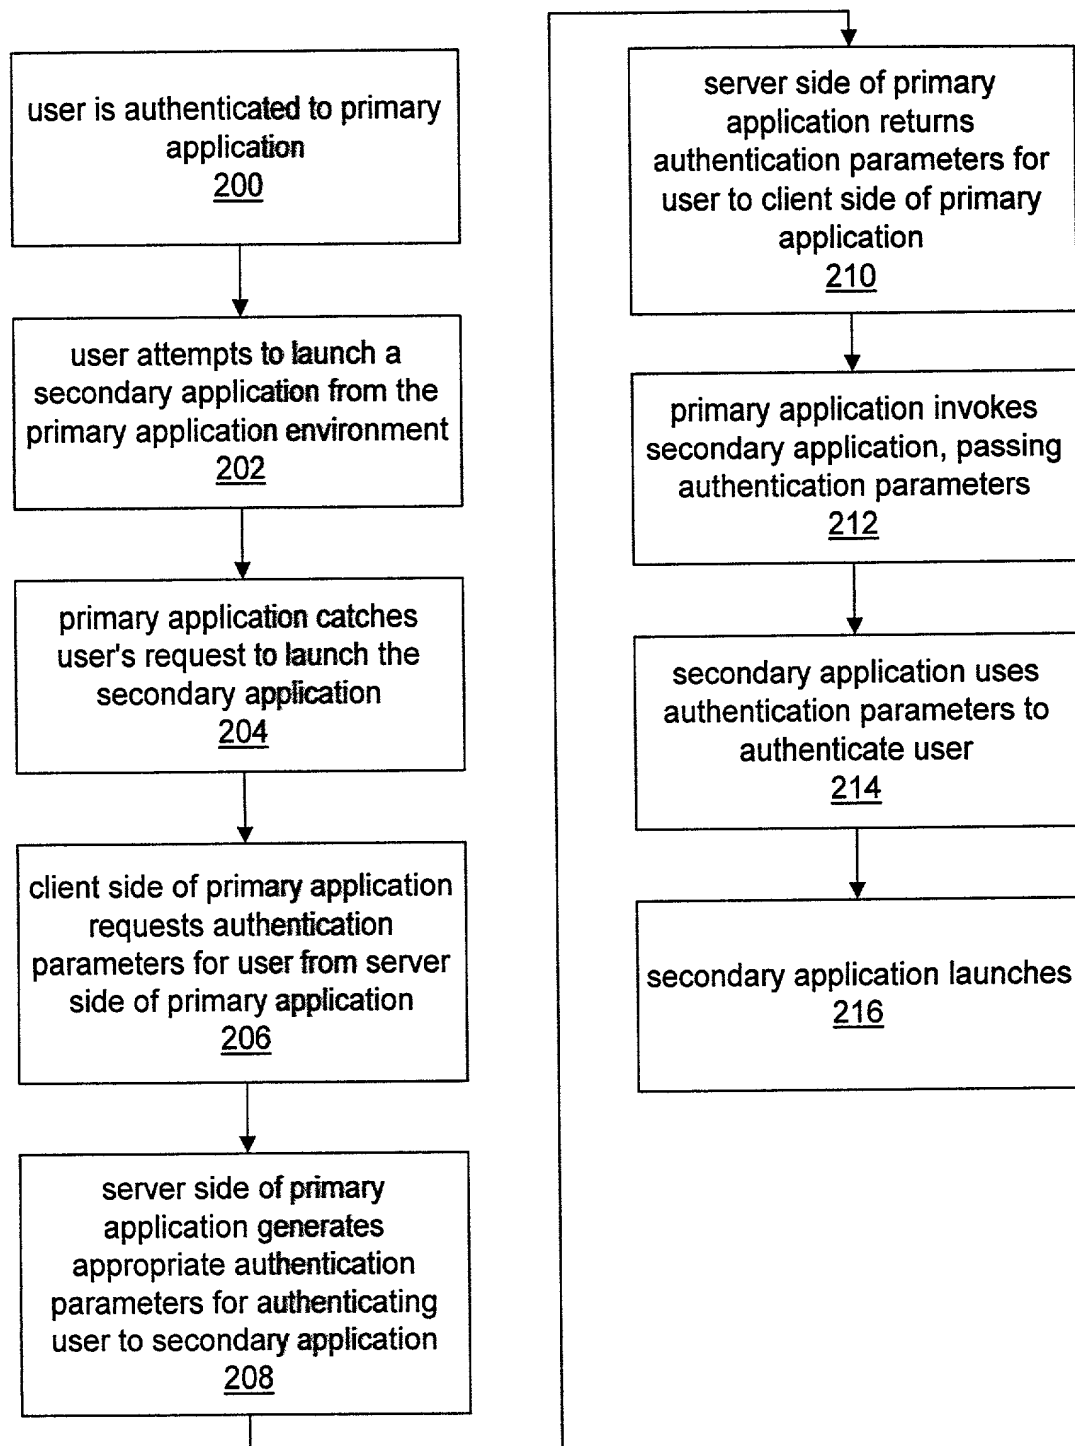 user is authenticated to primary
application
200
user attempts to launch a
secondary application from the
primary application environment
202
primary application catches
user's request to launch the
secondary application
204
client side of primary application
requests authentication
parameters for user from server
side of primary application
206
server side of primary
application generates
appropriate authentication
parameters for authenticating
user to secondary application
208
server side of primary
application returns
authentication parameters for
user to client side of primary
application
210
primary application invokes
secondary application, passing
authentication parameters
212
secondary application uses
authentication parameters to
authenticate user
214
secondary application launches
216